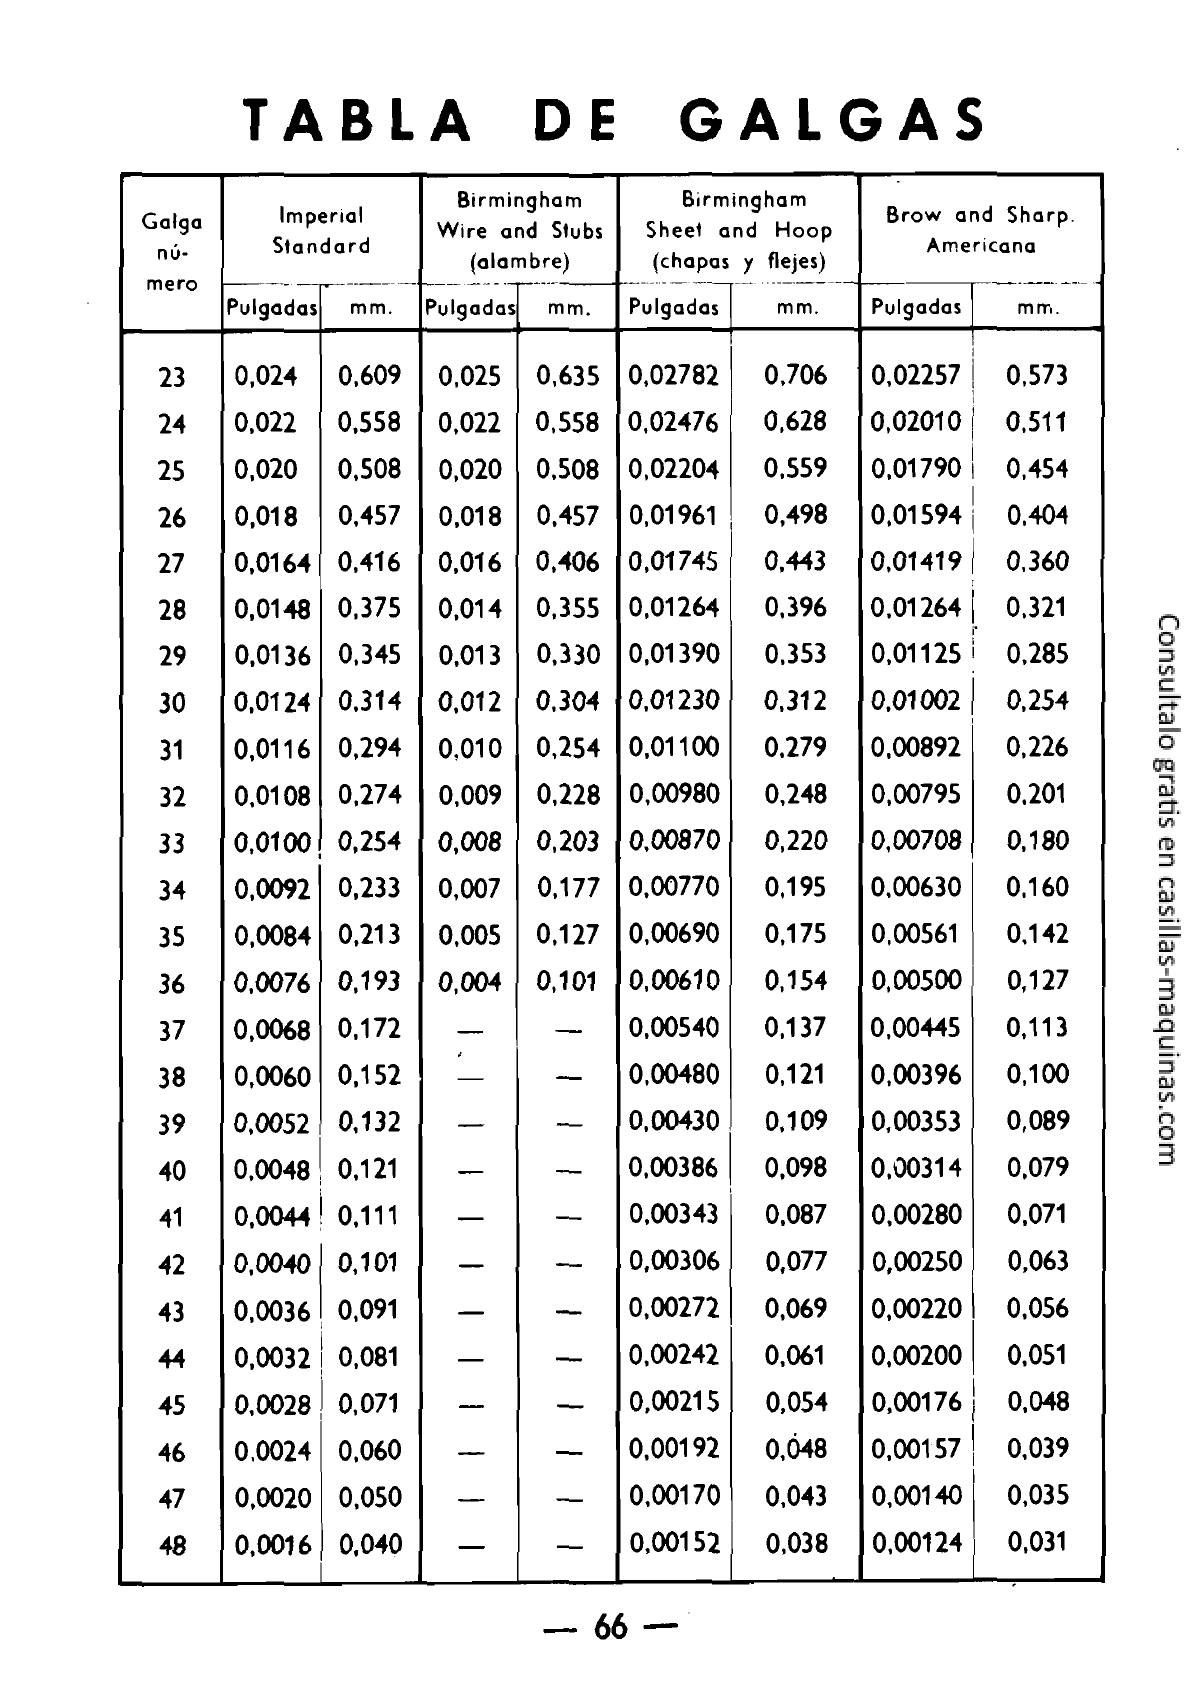 TABLA DE GALGAS
Galga nú- mero
Imperial Standard
Birmingham Wire and Stubs (alambre)
Birmingham Sheet and Hoop (chapas y flejes)
Brow and Sharp. Americana
Pulgadas mm. Pulgadas mm. Pulgadas mm. Pulgadas mm.
23 0,024 0,609 0,025 0,635 0,02782 0,706 0,02257 0,573
24 0,022 0,558 0,022 0,558 0,02476 0,628 0,02010 0,511
25 0,020 0,508 0,020 0,508 0,02204 0,559 0,01790 0,454
26 0,018 0,457 0,018 0,457 0,01961 0,498 0,01594 0,404
27 0,0164 0,416 0,016 0,406 0,01745 0,443 0,01419 0,360
28 0,0148 0,375 0,014 0,355 0,01264 0,396 0,01264 0,321
29 0,0136 0,345 0,013 0,330 0,01390 0,353 0,01125 0,285
30 0,0124 0,314 0,012 0,304 0,01230 0,312 0,01002 0,254
31 0,0116 0,294 0,010 0,254 0,01100 0,279 0,00892 0,226
32 0,0108 0,274 0,009 0,228 0,00980 0,248 0,00795 0,201
33 0,0100 0,254 0,008 0,203 0,00870 0,220 0,00708 0,180
34 0,0092 0,233 0,007 0,177 0,00770 0,195 0,00630 0,160
35 0,0084 0,213 0,005 0,127 0,00690 0,175 0,00561 0,142
36 0,0076 0,193 0,004 0,101 0,00610 0,154 0,00500 0,127
37 0,0068 0,172 — — 0,00540 0,137 0,00445 0,113
38 0,0060 0,152 — — 0,00480 0,121 0,00396 0,100
39 0,0052 0,132 — — 0,00430 0,109 0,00353 0,089
40 0,0048 0,121 — — 0,00386 0,098 0,00314 0,079
41 0,0044 0,111 — — 0,00343 0,087 0,00280 0,071
42 0,0040 0,101 — — 0,00306 0,077 0,00250 0,063
43 0,0036 0,091 — — 0,00272 0,069 0,00220 0,056
44 0,0032 0,081 — — 0,00242 0,061 0,00200 0,051
45 0,0028 0,071 — — 0,00215 0,054 0,00176 0,048
46 0,0024 0,060 — — 0,00192 0,048 0,00157 0,039
47 0,0020 0,050 — — 0,00170 0,043 0,00140 0,035
48 0,0016 0,040 — — 0,00152 0,038 0,00124 0,031
— 66 —
Consultalo gratis en casillas-maquinas.com